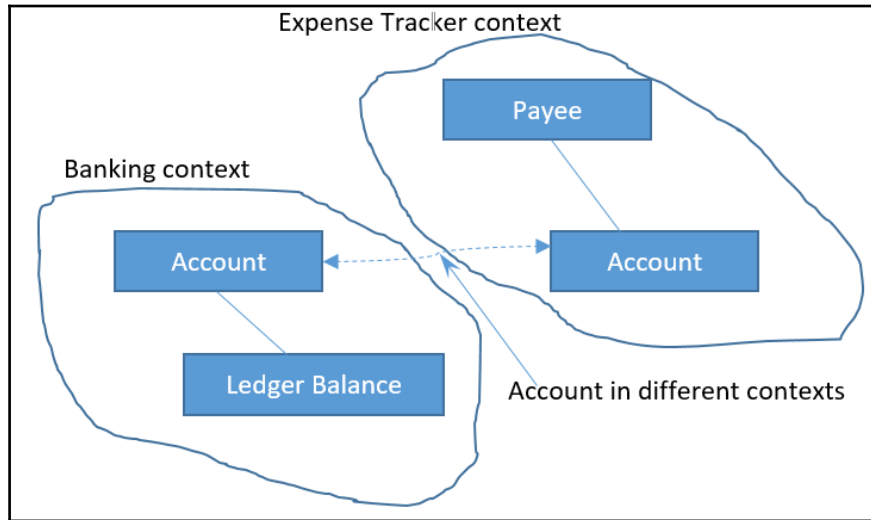 Expense Tracker context
Payee
Banking context
Account
Account
Ledger Balance
Account in different contexts